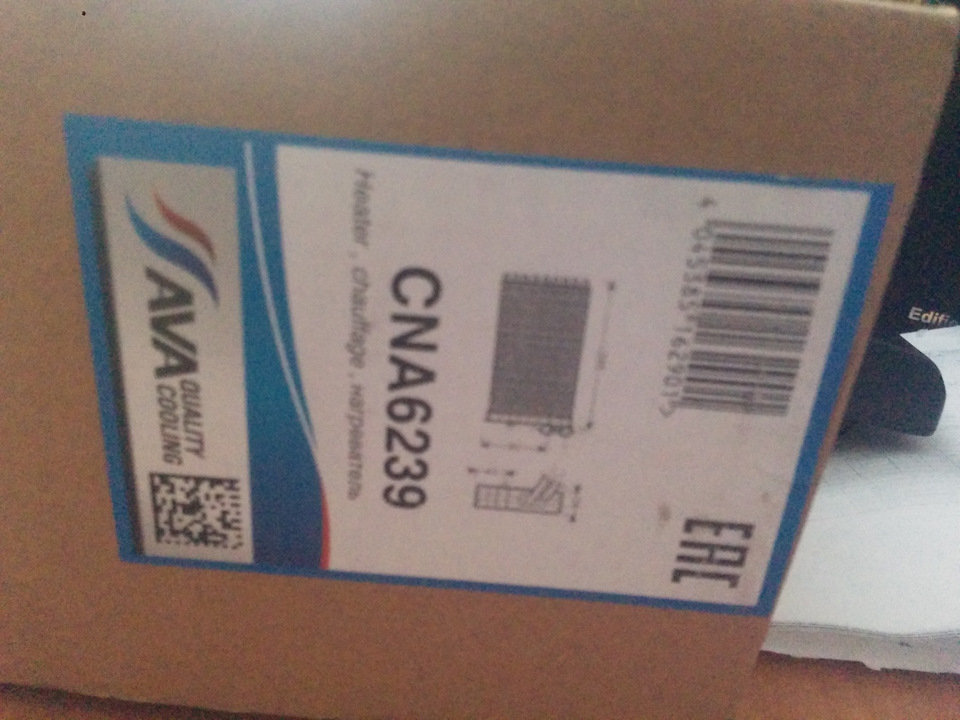 AVA
QUALITY
COOLING
Heater , chauffage , нагреватель
CNA6239
EAC
Edifi